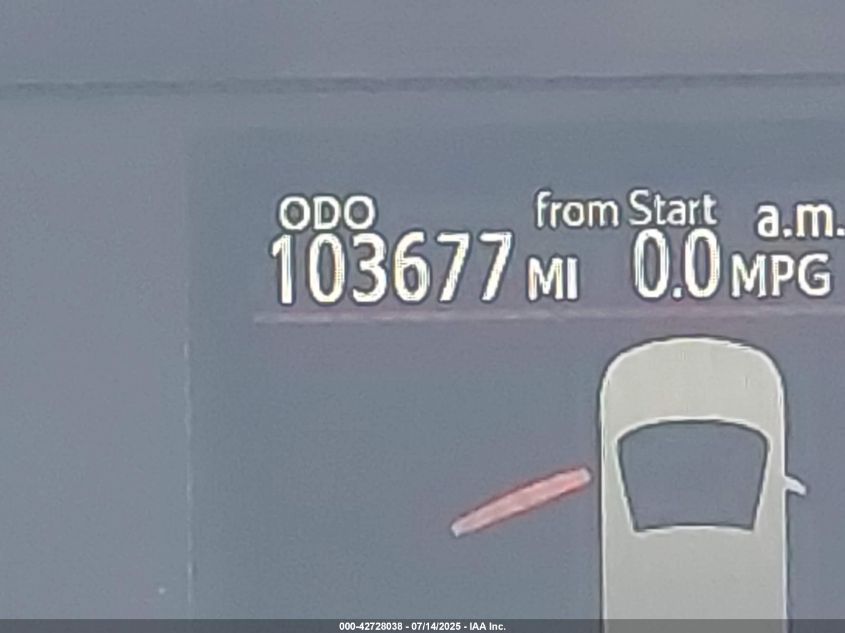 ODO from Start a.m.
103677 MI 0.0 MPG
000-42728038 - 07/14/2025 - IAA Inc.